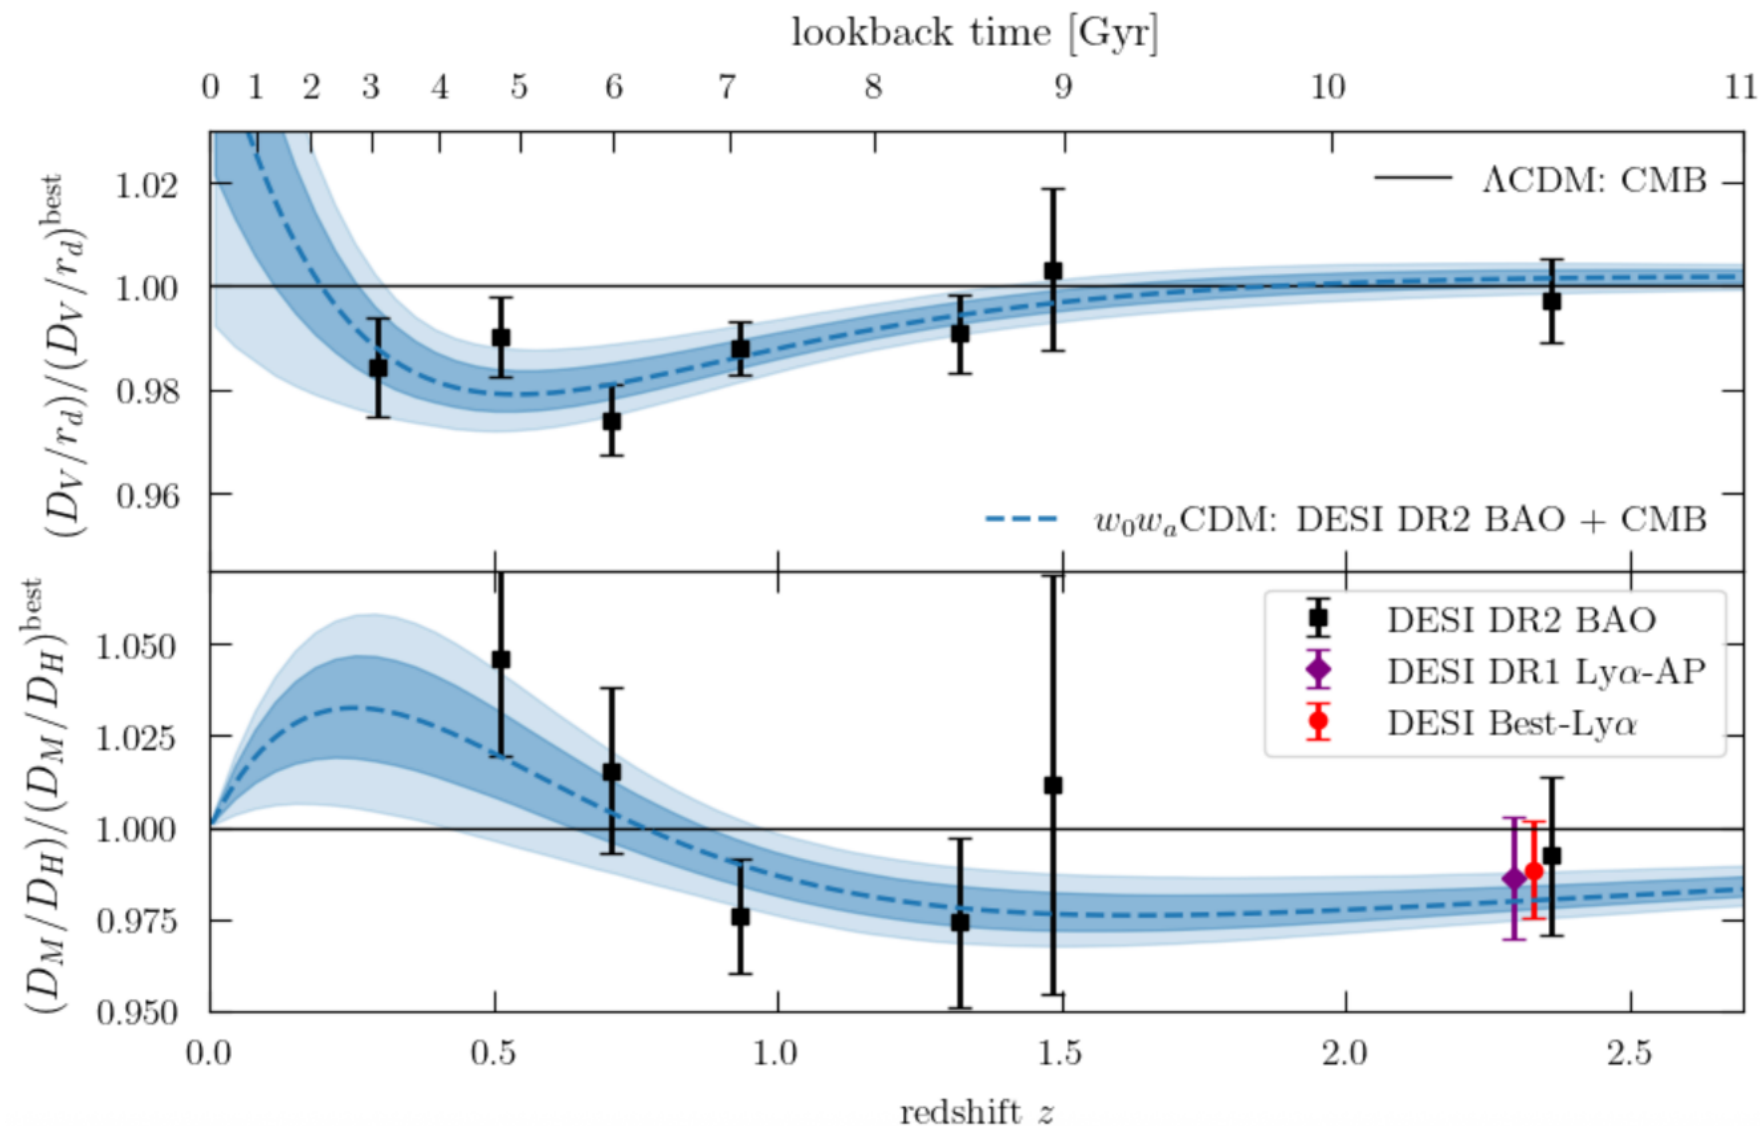 lookback time [Gyr]
0 1 2 3 4 5 6 7 8 9 10 11
(D_V/r_d)/(D_V/r_d)^best
1.02
1.00
0.98
0.96
ΛCDM: CMB
w₀wₐCDM: DESI DR2 BAO + CMB
(D_M/D_H)/(D_M/D_H)^best
1.050
1.025
1.000
0.975
0.950
DESI DR2 BAO
DESI DR1 Lyα-AP
DESI Best-Lyα
0.0 0.5 1.0 1.5 2.0 2.5
redshift z